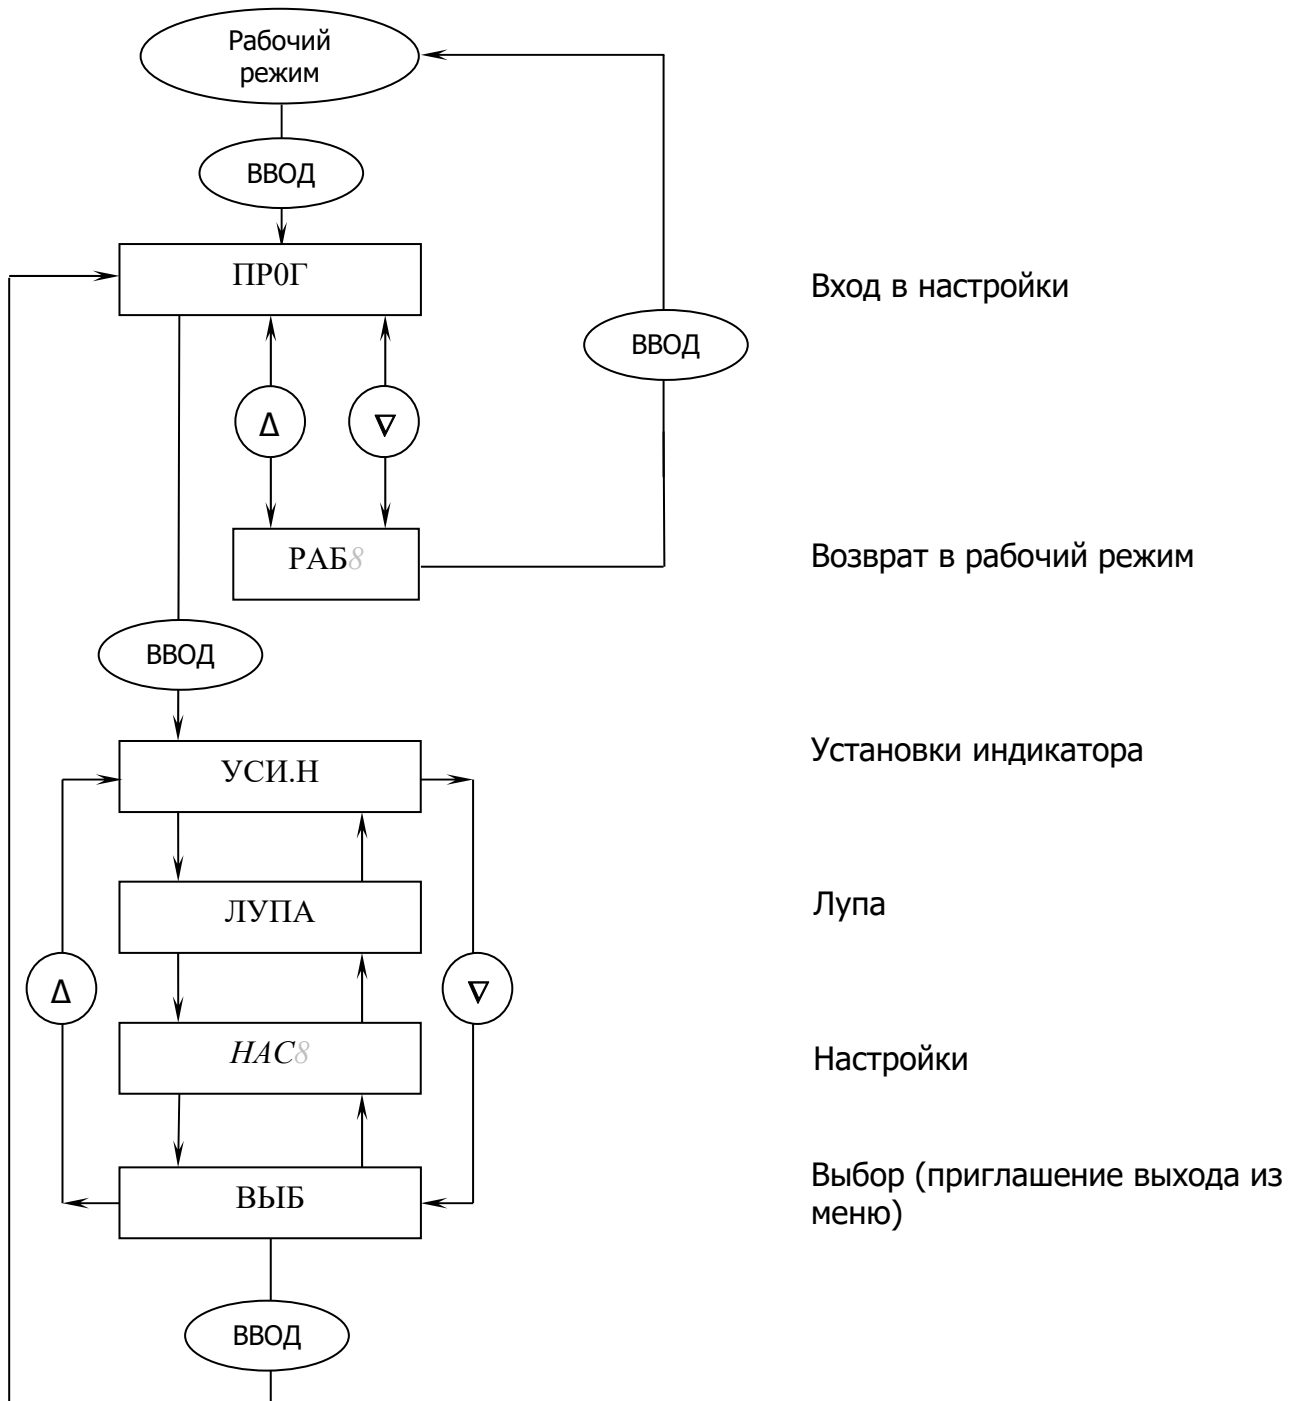 Рабочий
режим
ВВОД
ПР0Г
Вход в настройки
ВВОД
Δ
∇
РАБ8
Возврат в рабочий режим
ВВОД
УСИ.Н
Установки индикатора
ЛУПА
Лупа
Δ
∇
НАС8
Настройки
ВЫБ
Выбор (приглашение выхода из
меню)
ВВОД